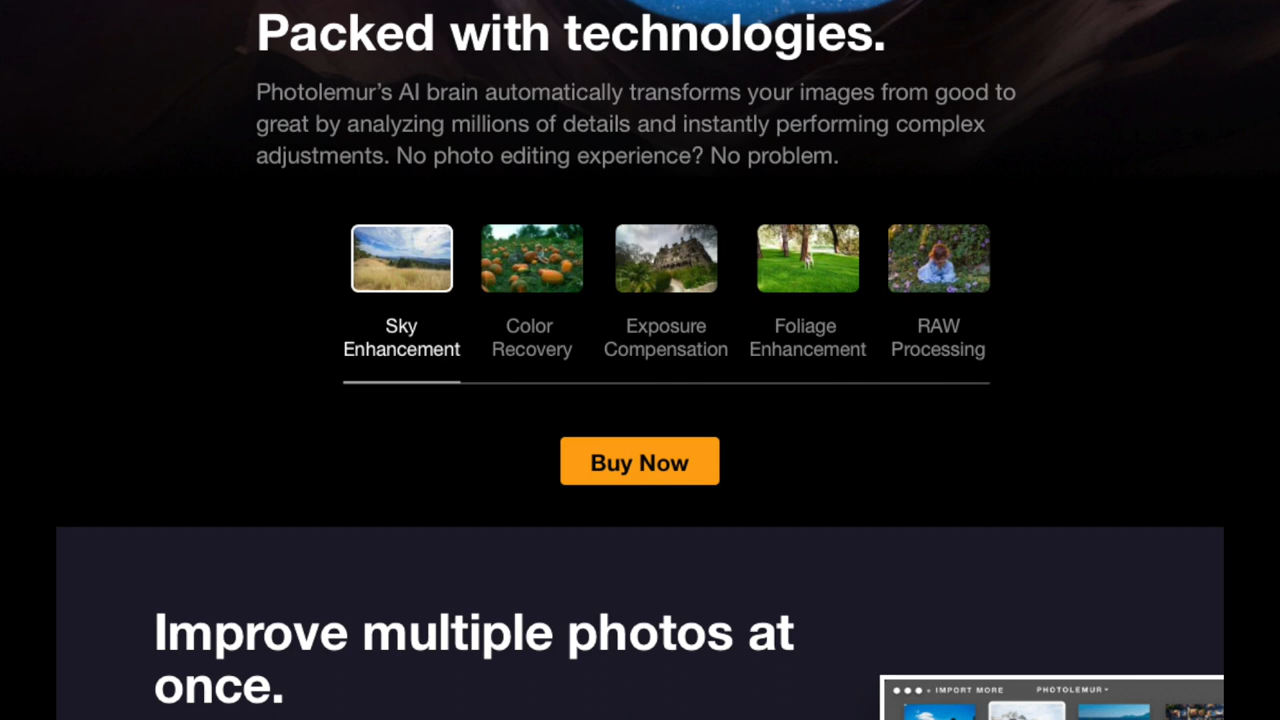 Packed with technologies.
Photolemur’s AI brain automatically transforms your images from good to
great by analyzing millions of details and instantly performing complex
adjustments. No photo editing experience? No problem.
Sky
Enhancement
Color
Recovery
Exposure
Compensation
Foliage
Enhancement
RAW
Processing
Buy Now
Improve multiple photos at
once.
+ IMPORT MORE
PHOTOLEMUR